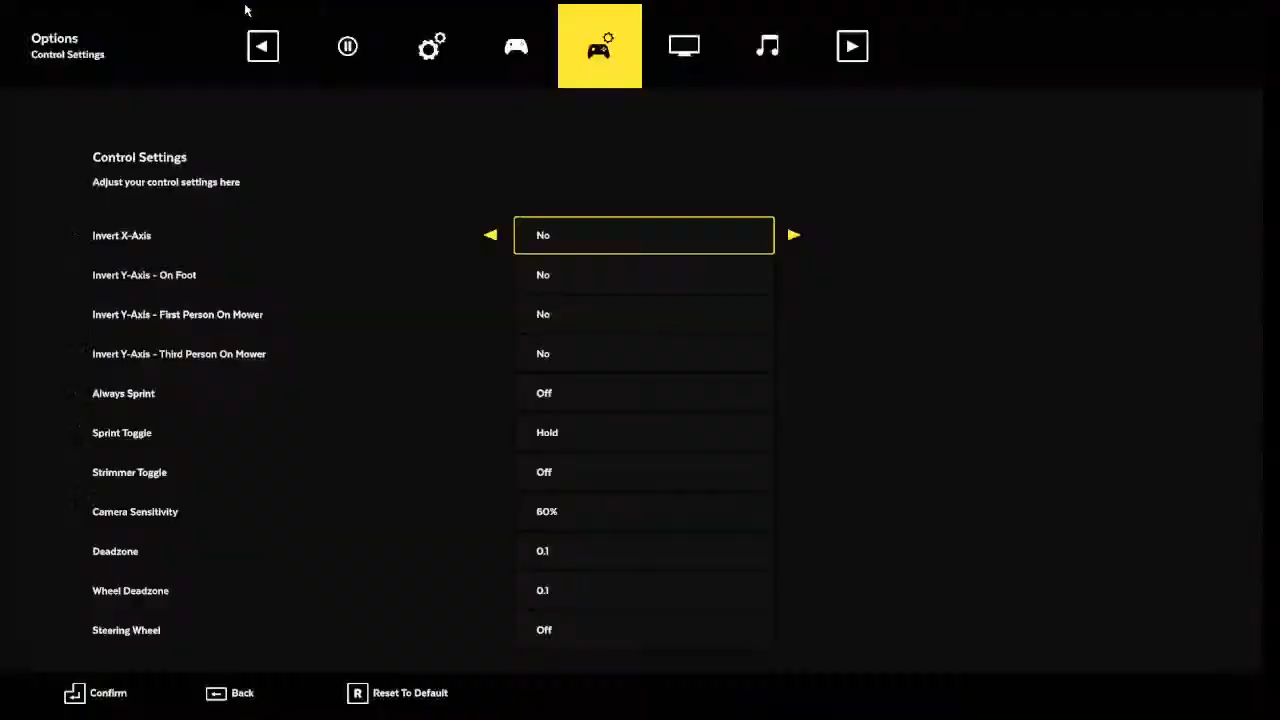 Options
Control Settings
Control Settings
Adjust your control settings here
Invert X-Axis No
Invert Y-Axis - On Foot No
Invert Y-Axis - First Person On Mower No
Invert Y-Axis - Third Person On Mower No
Always Sprint Off
Sprint Toggle Hold
Strimmer Toggle Off
Camera Sensitivity 60%
Deadzone 0.1
Wheel Deadzone 0.1
Steering Wheel Off
Confirm Back R Reset To Default